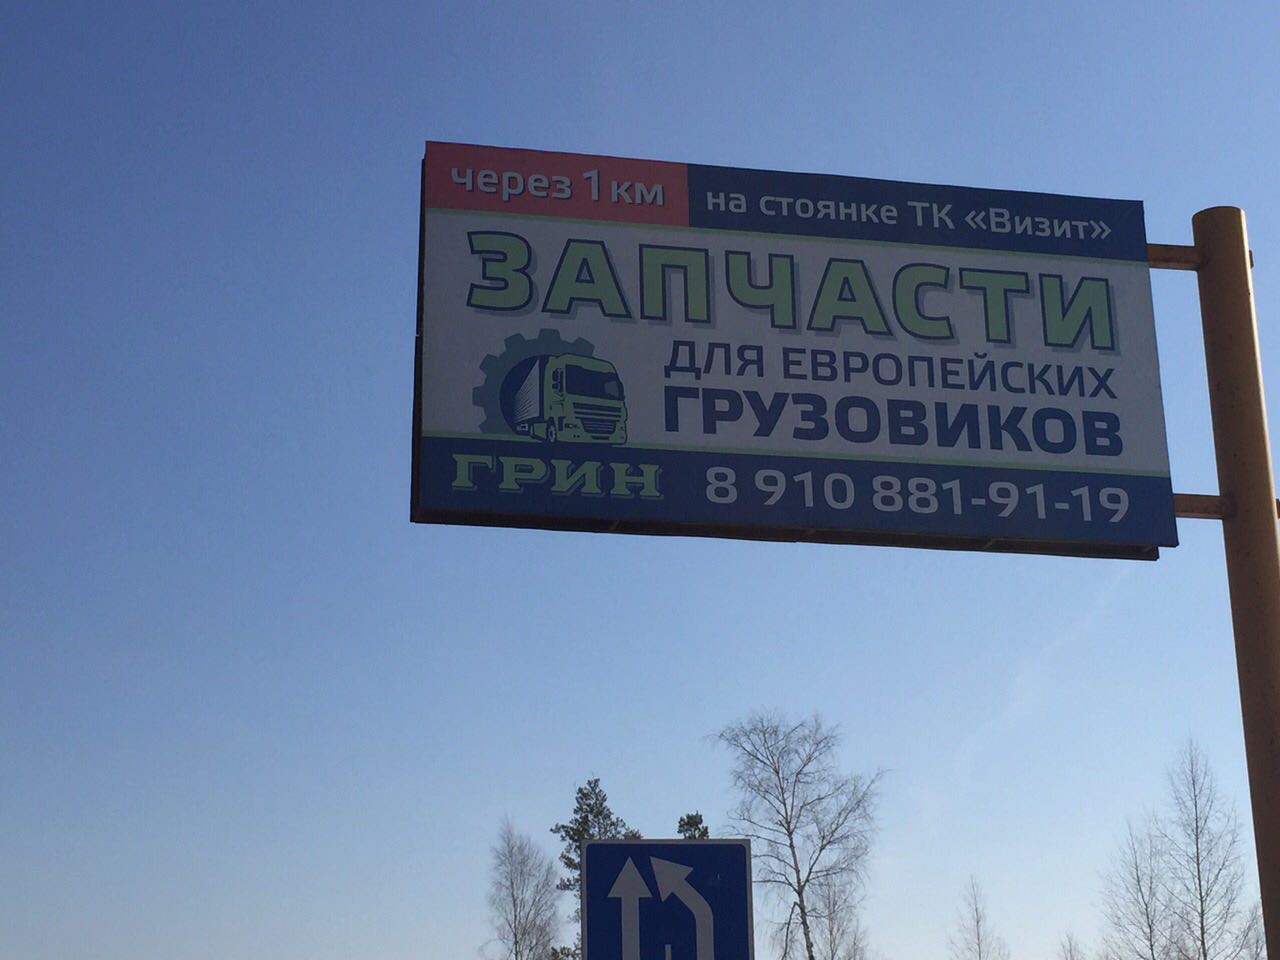 через 1 км на стоянке ТК «Визит»
ЗАПЧАСТИ
ДЛЯ ЕВРОПЕЙСКИХ
ГРУЗОВИКОВ
ГРИН 8 910 881-91-19